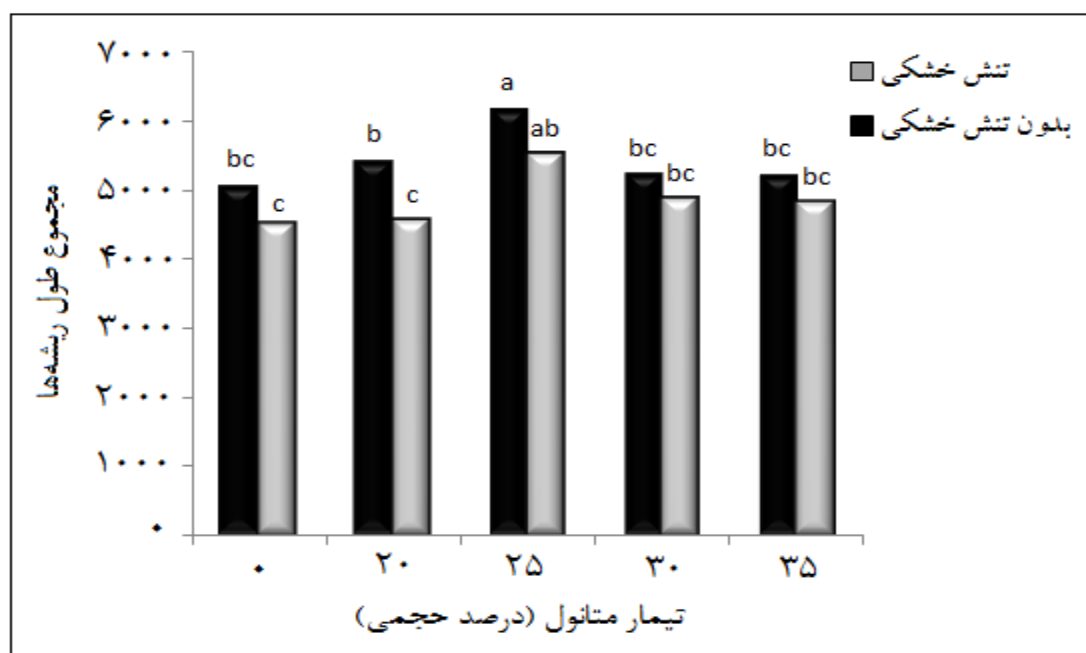 مجموع طول ریشه‌ها
۷۰۰۰
۶۰۰۰
۵۰۰۰
۴۰۰۰
۳۰۰۰
۲۰۰۰
۱۰۰۰
۰
bc
c
b
c
a
ab
bc
bc
bc
bc
تنش خشکی
بدون تنش خشکی
۰ ۲۰ ۲۵ ۳۰ ۳۵
تیمار متانول (درصد حجمی)